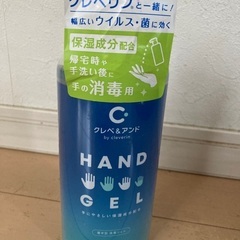 クレベリンと一緒に!
幅広いウイルス・菌に効く
保湿成分配合
帰宅時や
手洗い後に
手の消毒用
クレベ&アンド
by cleverin
HAND
GEL